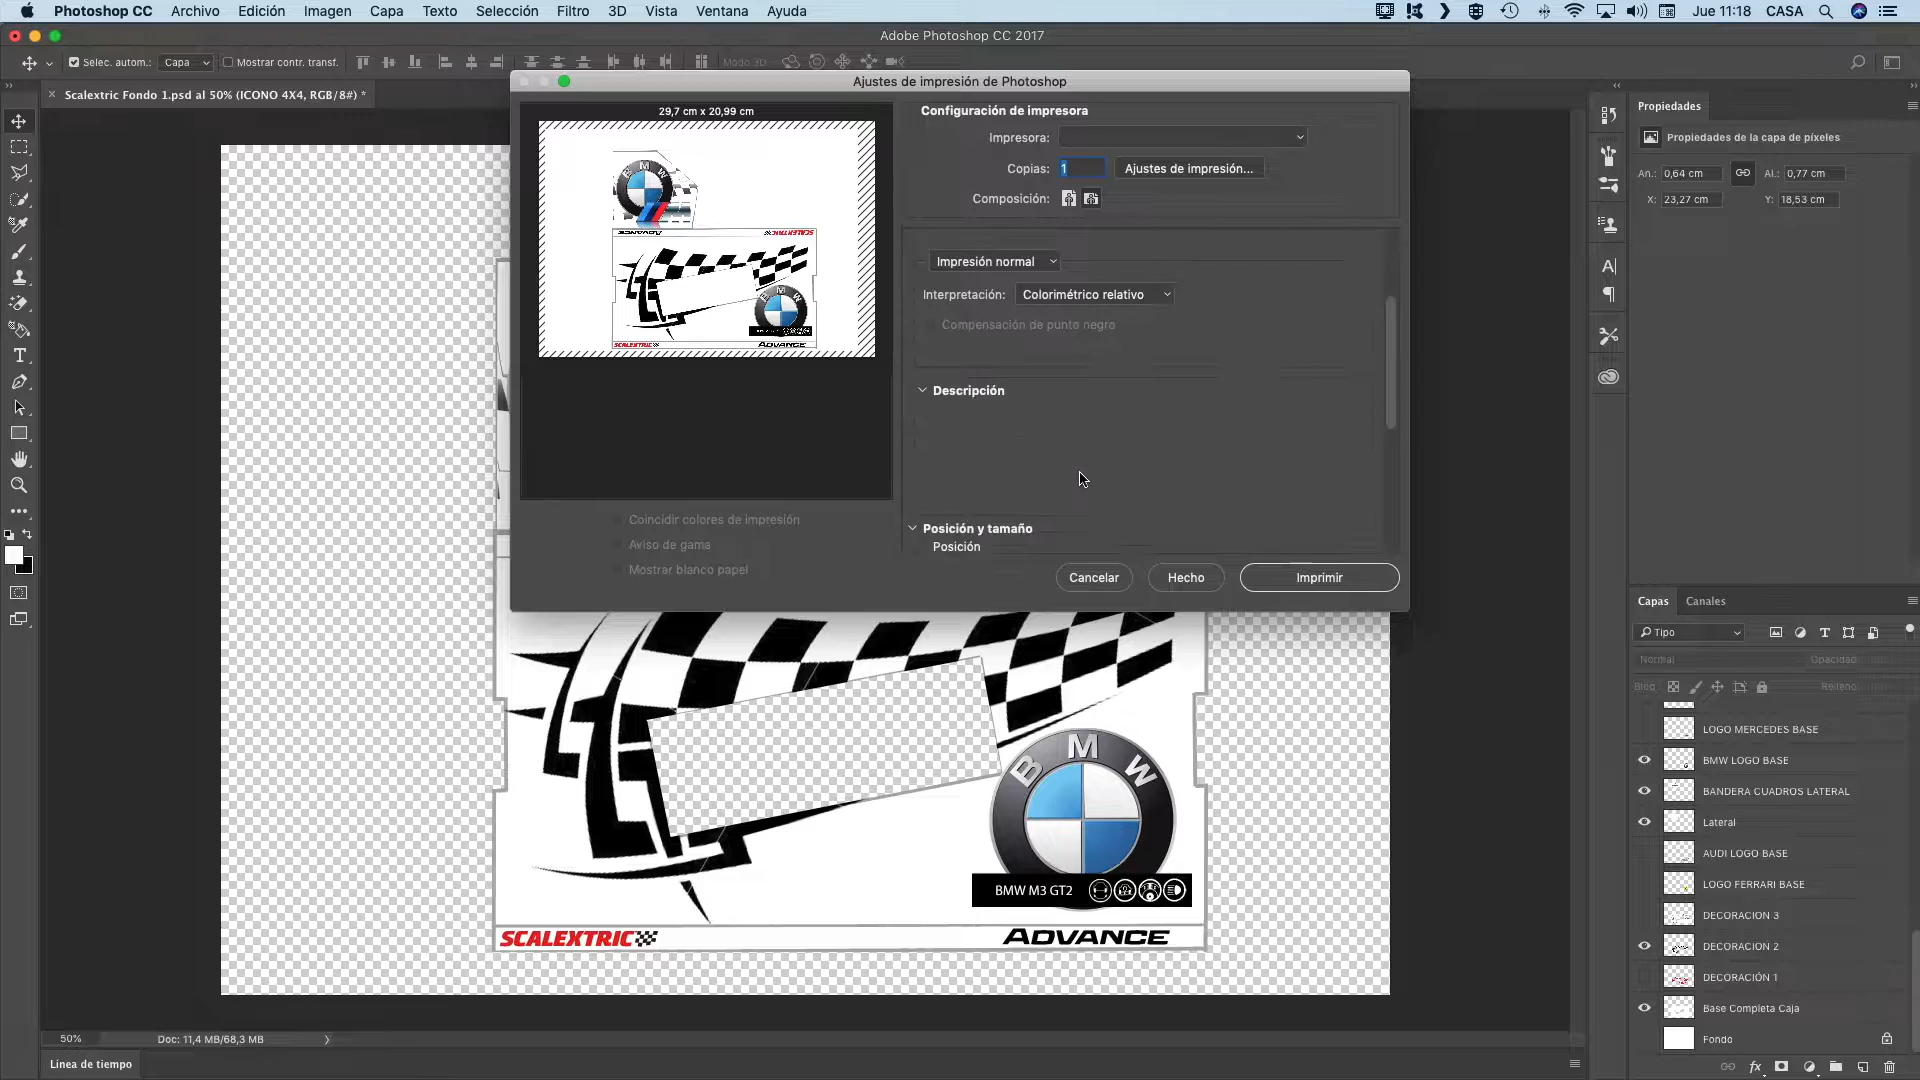 Photoshop CC Archivo Edición Imagen Capa Texto Selección Filtro 3D Vista Ventana Ayuda Jue 11:18 CASA
Adobe Photoshop CC 2017
Selec. autom.: Capa Mostrar contr. transf. Modo 3D:
Scalextric Fondo 1.psd al 50% (ICONO 4X4, RGB/8#) *
Ajustes de impresión de Photoshop
29,7 cm x 20,99 cm
BMW
ADVANCE SCALEXTRIC
BMW
SCALEXTRIC ADVANCE
Coincidir colores de impresión
Aviso de gama
Mostrar blanco papel
Configuración de impresora
Impresora:
Copias: 1 Ajustes de impresión...
Composición:
Impresión normal
Interpretación: Colorimétrico relativo
Compensación de punto negro
Descripción
Posición y tamaño
Posición
Cancelar Hecho Imprimir
BMW
BMW M3 GT2
SCALEXTRIC ADVANCE
Propiedades
Propiedades de la capa de píxeles
An.: 0,64 cm Al.: 0,77 cm
X: 23,27 cm Y: 18,53 cm
Capas Canales
Tipo
Normal Opacidad:
Bloq.: Relleno:
LOGO MERCEDES BASE
BMW LOGO BASE
BANDERA CUADROS LATERAL
Lateral
AUDI LOGO BASE
LOGO FERRARI BASE
DECORACION 3
DECORACION 2
DECORACIÓN 1
Base Completa Caja
Fondo
fx
50% Doc: 11,4 MB/68,3 MB
Línea de tiempo